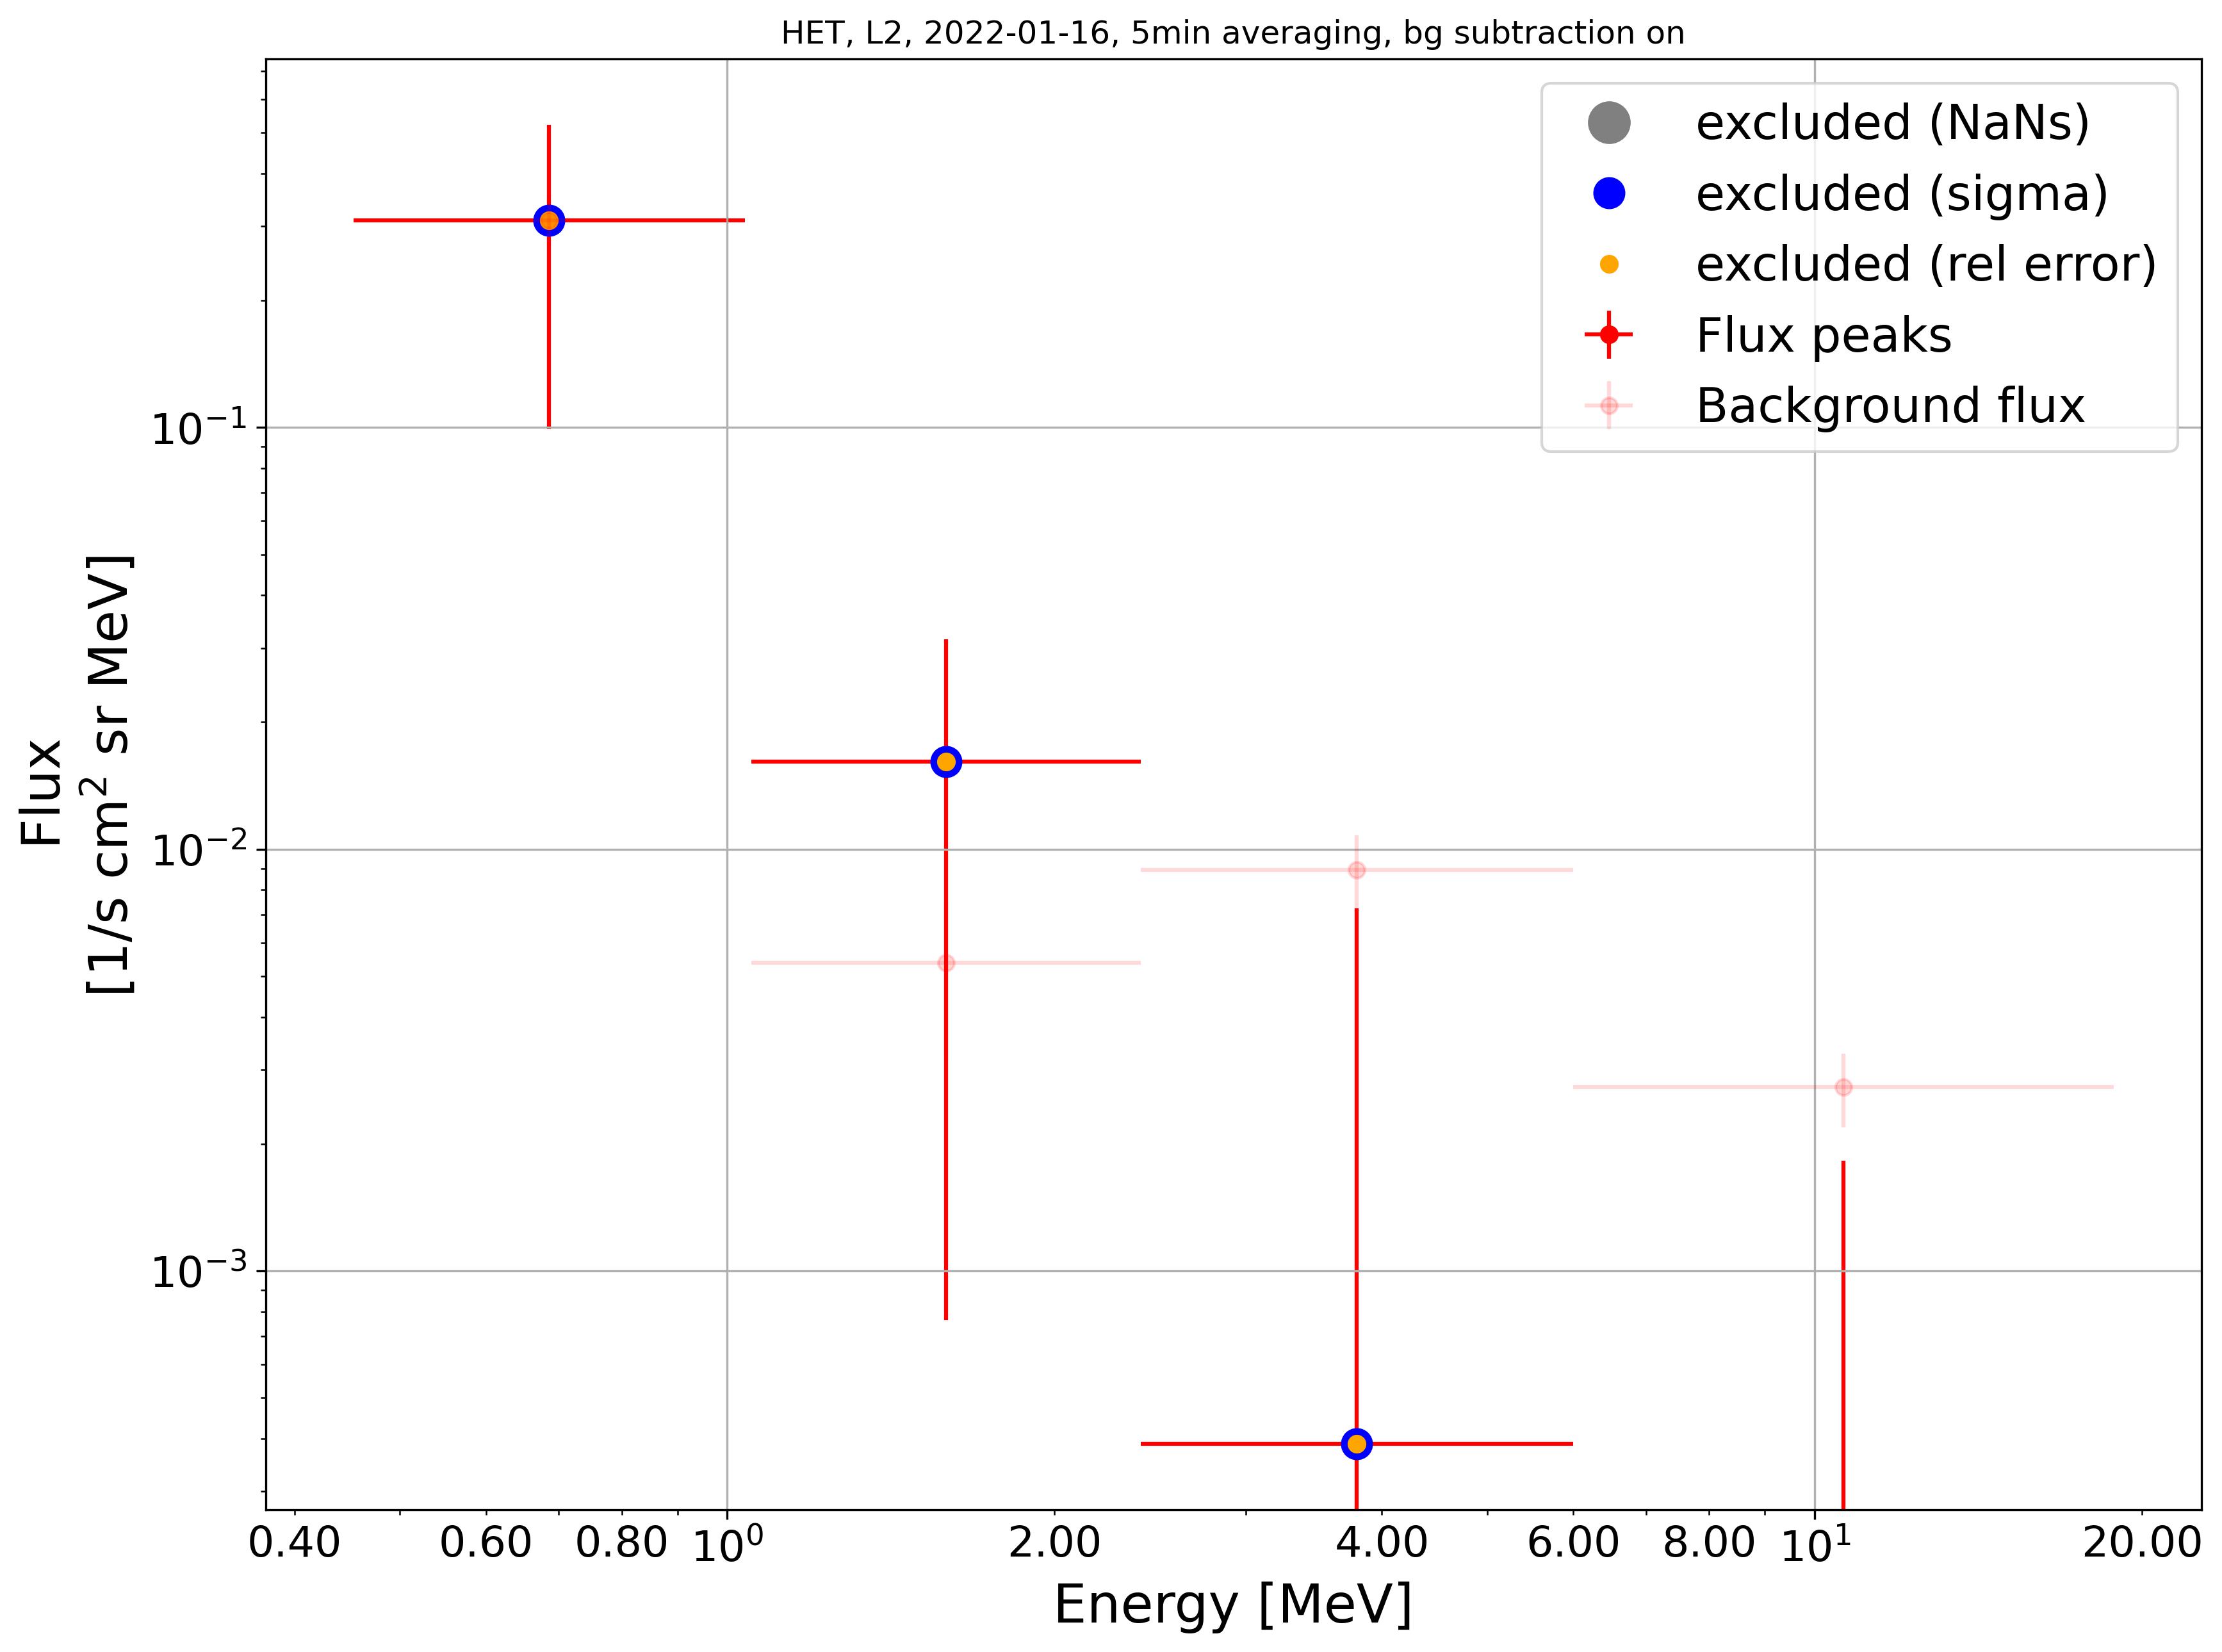 HET, L2, 2022-01-16, 5min averaging, bg subtraction on
excluded (NaNs)
excluded (sigma)
excluded (rel error)
Flux peaks
Background flux
Flux
[1/s cm² sr MeV]
10⁻¹
10⁻²
10⁻³
0.40 0.60 0.80 10⁰ 2.00 4.00 6.00 8.00 10¹ 20.00
Energy [MeV]